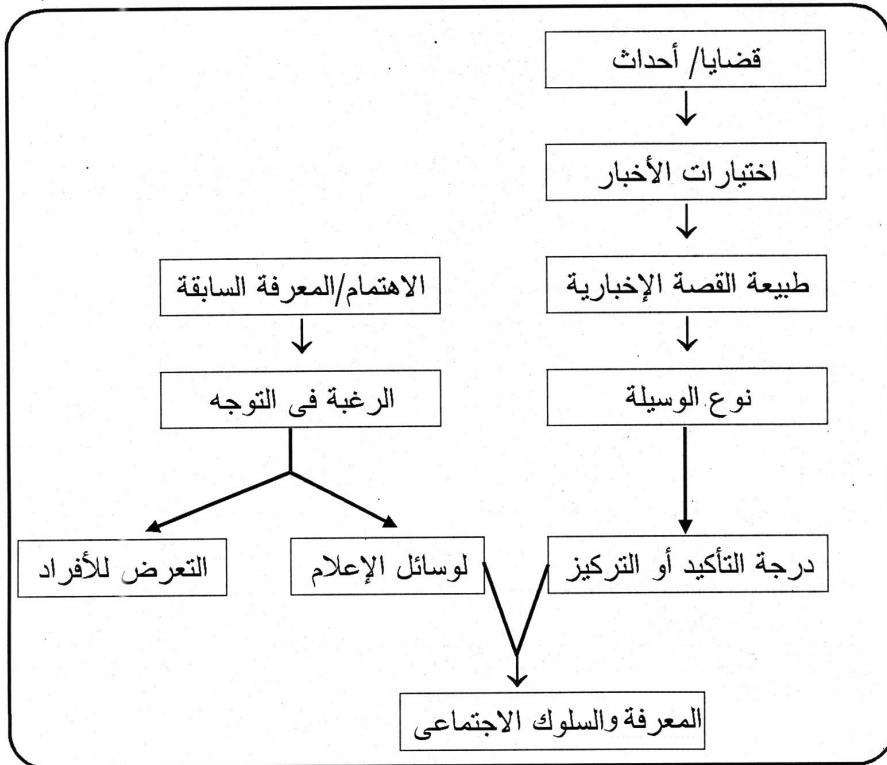 قضايا/ أحداث
اختيارات الأخبار
طبيعة القصة الإخبارية
الاهتمام/المعرفة السابقة
نوع الوسيلة
الرغبة فى التوجه
درجة التأكيد أو التركيز
لوسائل الإعلام
التعرض للأفراد
المعرفة والسلوك الاجتماعى